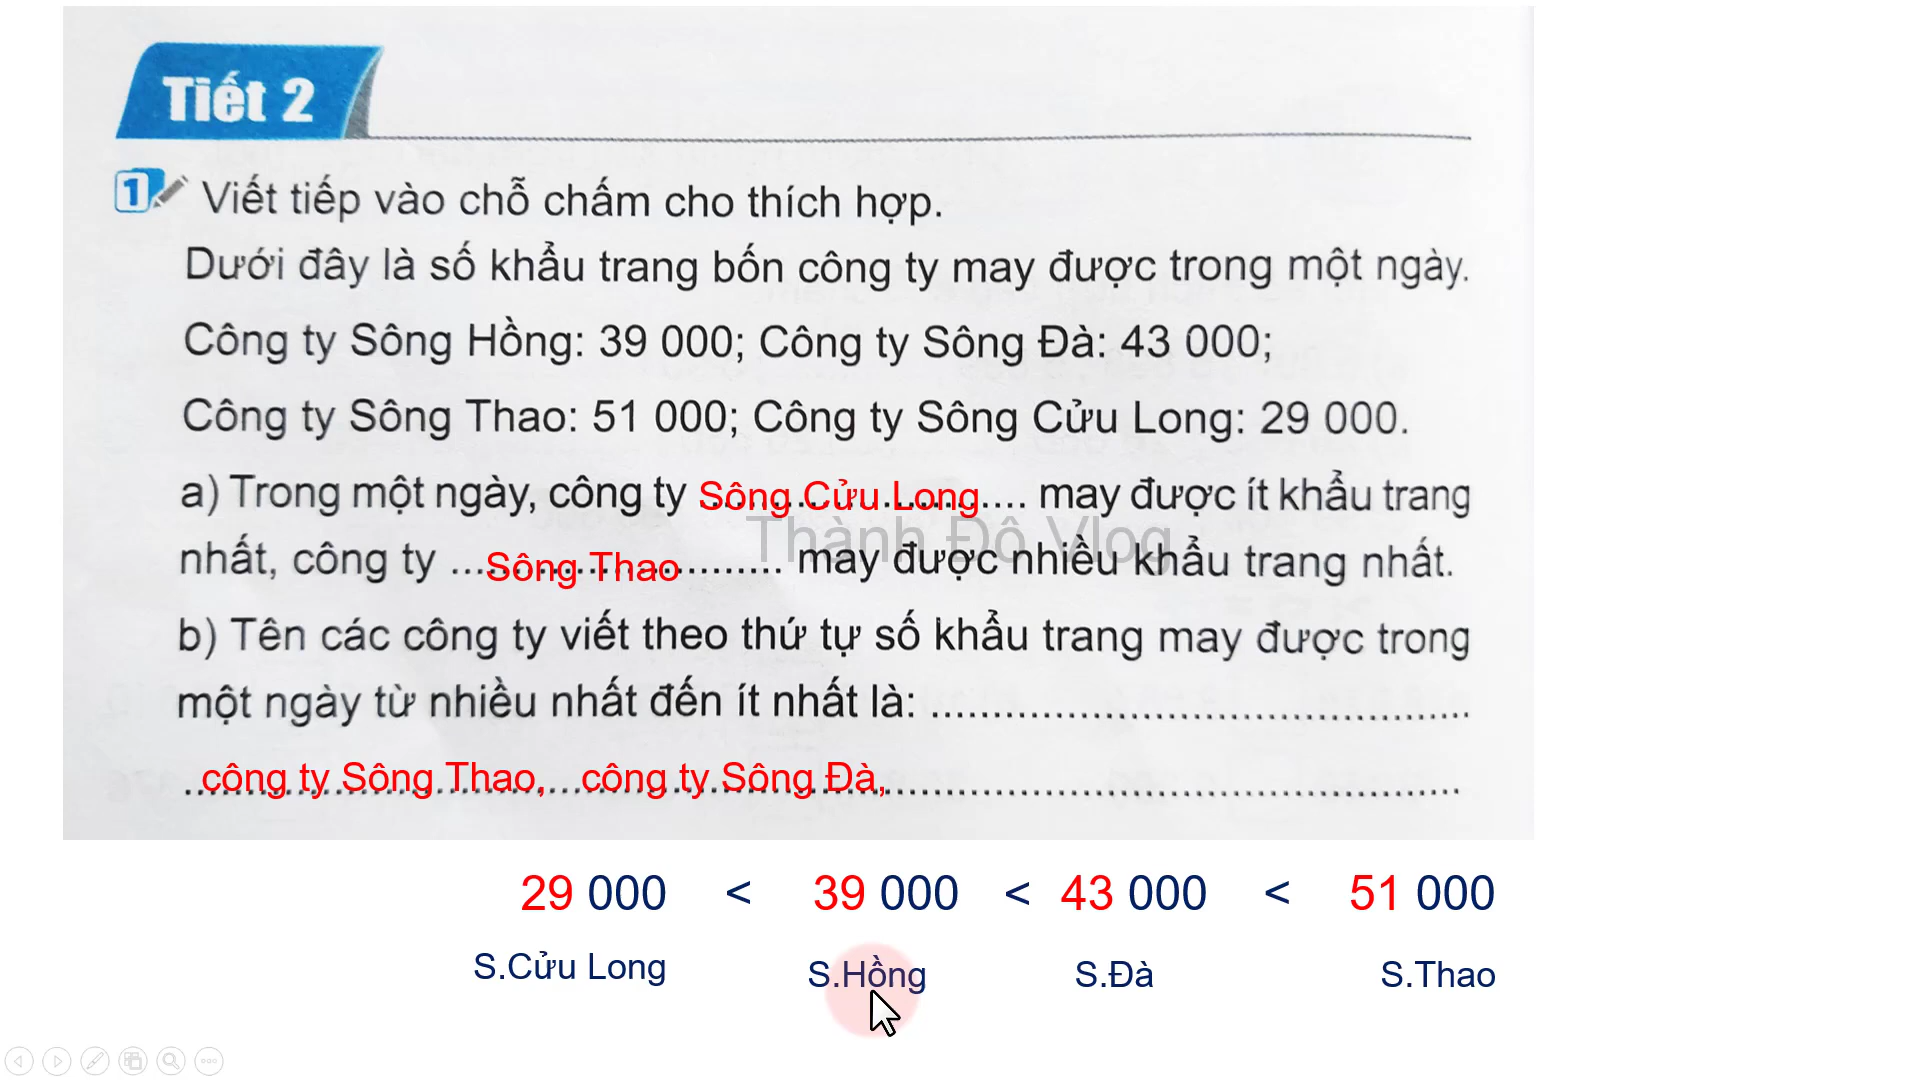 Tiết 2
1 Viết tiếp vào chỗ chấm cho thích hợp.
Dưới đây là số khẩu trang bốn công ty may được trong một ngày.
Công ty Sông Hồng: 39 000; Công ty Sông Đà: 43 000;
Công ty Sông Thao: 51 000; Công ty Sông Cửu Long: 29 000.
a) Trong một ngày, công ty Sông Cửu Long .... may được ít khẩu trang
Thành Đô Vlog
nhất, công ty ... Sông Thao ........ may được nhiều khẩu trang nhất.
b) Tên các công ty viết theo thứ tự số khẩu trang may được trong
một ngày từ nhiều nhất đến ít nhất là: ............................................
công ty Sông Thao, công ty Sông Đà, ............................................
29 000 < 39 000 < 43 000 < 51 000
S.Cửu Long S.Hồng S.Đà S.Thao